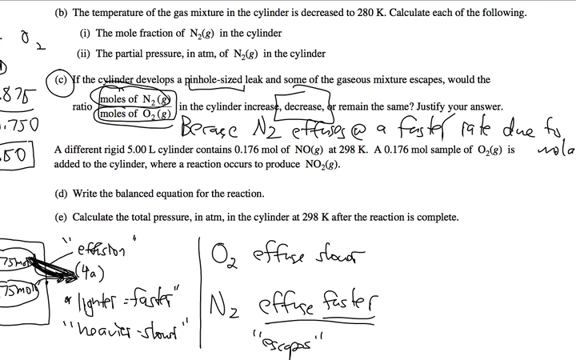 (b) The temperature of the gas mixture in the cylinder is decreased to 280 K. Calculate each of the following.
O2
(i) The mole fraction of N2(g) in the cylinder
(ii) The partial pressure, in atm, of N2(g) in the cylinder
(c) If the cylinder develops a pinhole-sized leak and some of the gaseous mixture escapes, would the
.875
ratio moles of N2(g) / moles of O2(g) in the cylinder increase, decrease, or remain the same? Justify your answer.
.750
Becase N2 effuses @ a faster rate due to
50
A different rigid 5.00 L cylinder contains 0.176 mol of NO(g) at 298 K. A 0.176 mol sample of O2(g) is
mola
added to the cylinder, where a reaction occurs to produce NO2(g).
(d) Write the balanced equation for the reaction.
(e) Calculate the total pressure, in atm, in the cylinder at 298 K after the reaction is complete.
"effusion"
(4a)
lighter = faster"
"heavier = slower"
75mol
75mol
O2 effuse slower
N2 effuse faster
"escapes"